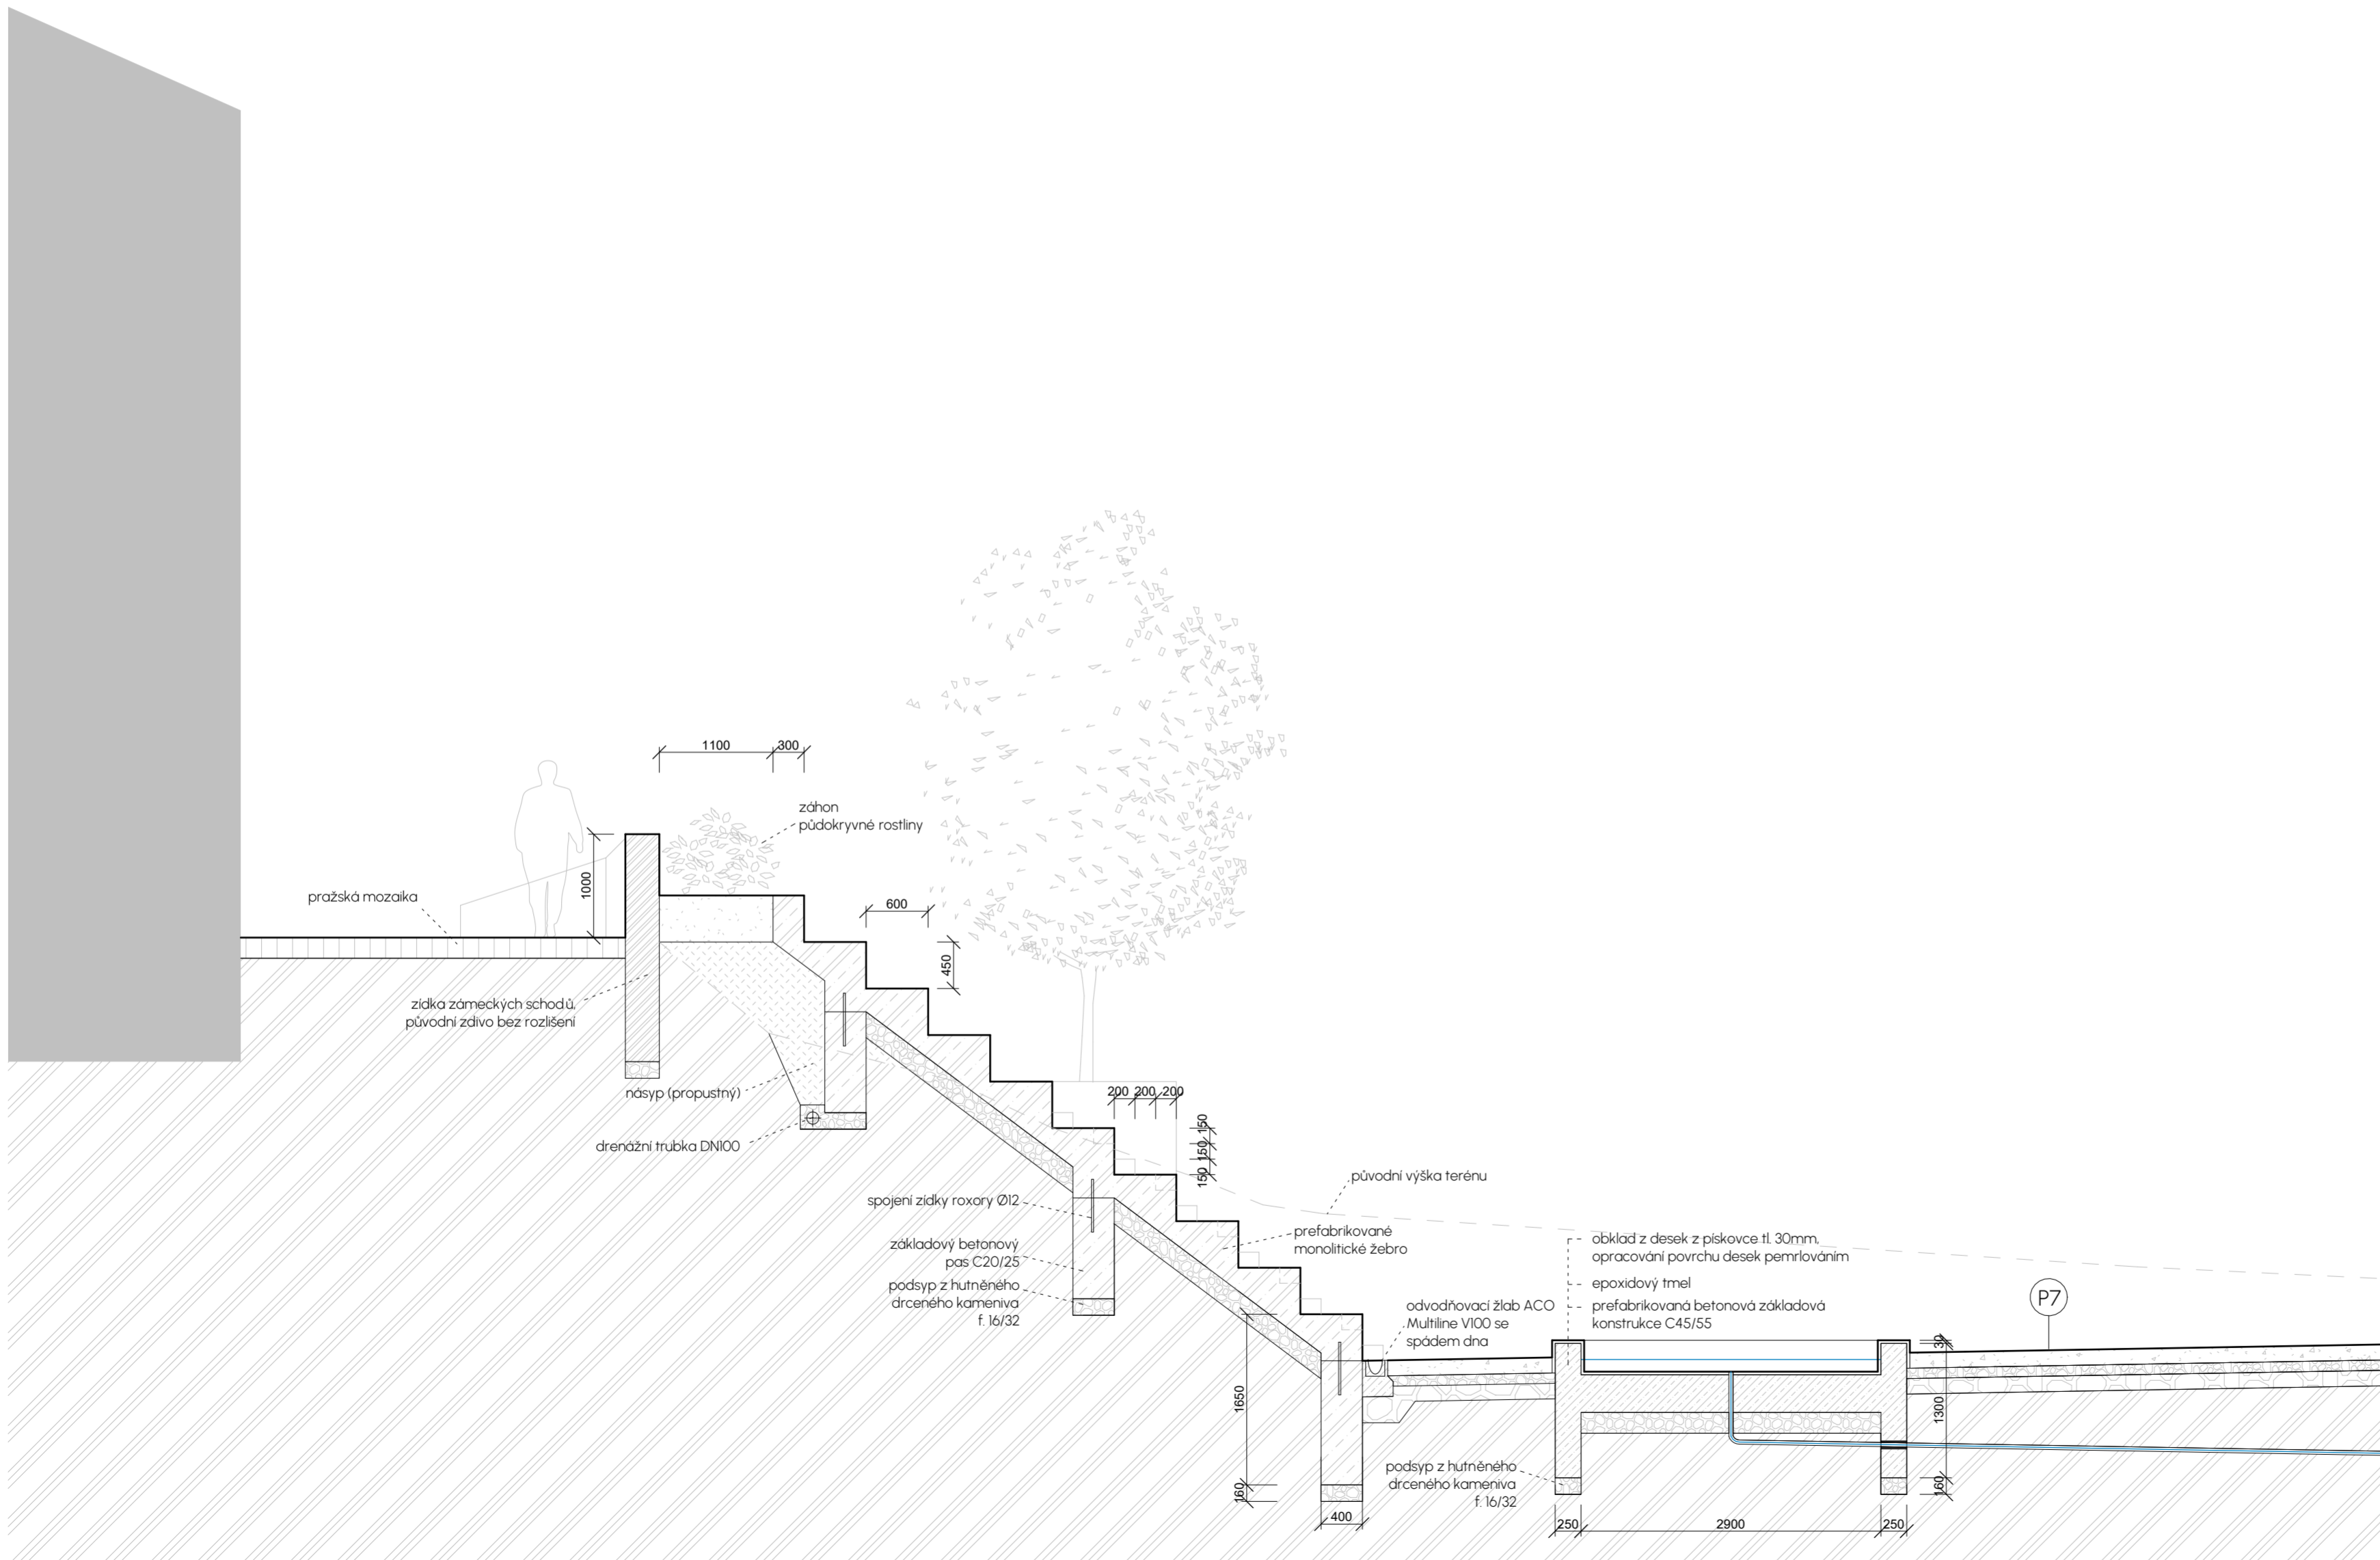 1100
300
záhon
půdokryvné rostliny
1000
pražská mozaika
600
450
zídka zámeckých schodů,
původní zdivo bez rozlišení
násyp (propustný)
drenážní trubka DN100
200
200
200
150
150
150
původní výška terénu
spojení zídky roxory Ø12
prefabrikované
monolitické žebro
základový betonový
pas C20/25
podsyp z hutněného
drceného kameniva
f. 16/32
obklad z desek z pískovce tl. 30mm,
opracování povrchu desek pemrlováním
epoxidový tmel
prefabrikovaná betonová základová
konstrukce C45/55
odvodňovací žlab ACO
Multiline V100 se
spádem dna
P7
30
1650
1300
160
160
podsyp z hutněného
drceného kameniva
f. 16/32
400
250
2900
250